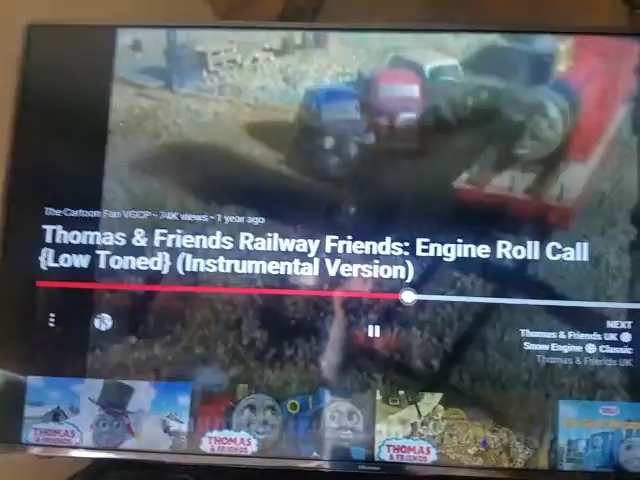 The Cartoon Fan VGCP • 74K views • 1 year ago
Thomas & Friends Railway Friends: Engine Roll Call
{Low Toned} (Instrumental Version)
NEXT
Thomas & Friends UK
Snow Engine Classic
Thomas & Friends UK
THOMAS
& FRIENDS
THOMAS
& FRIENDS
THOMAS
& FRIENDS
Hisense